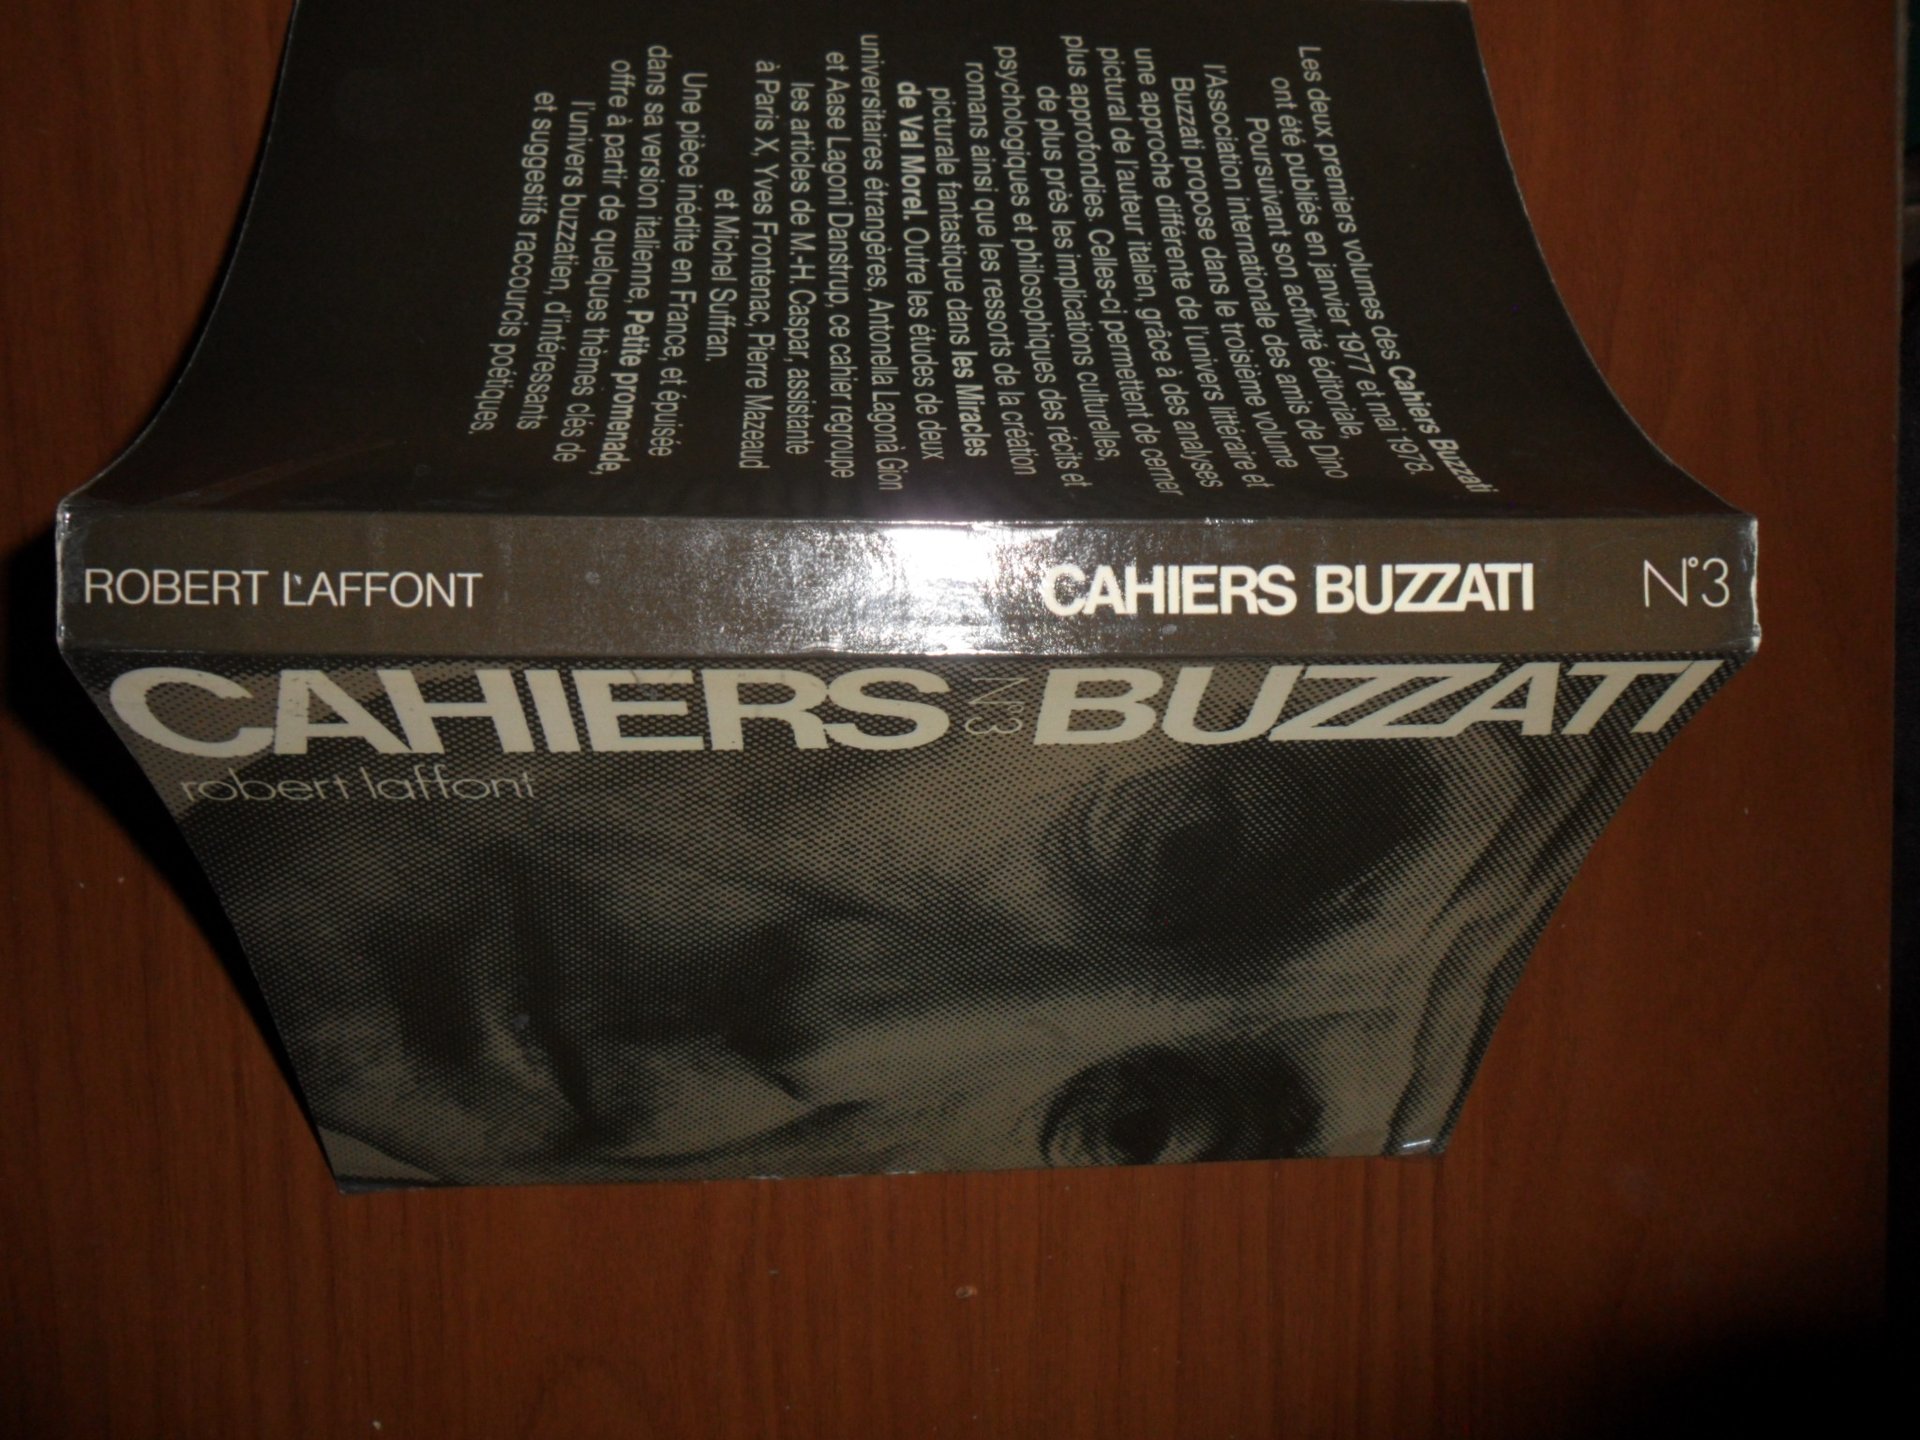 Les deux premiers volumes des Cahiers Buzzati
ont été publiés en janvier 1977 et mai 1978.
Poursuivant son activité éditoriale,
l'Association internationale des amis de Dino
Buzzati propose dans le troisième volume
une approche différente de l'univers littéraire et
pictural de l'auteur italien, grâce à des analyses
plus approfondies. Celles-ci permettent de cerner
de plus près les implications culturelles,
psychologiques et philosophiques des récits et
romans ainsi que les ressorts de la création
picturale fantastique dans les Miracles
de Val Morel. Outre les études de deux
universitaires étrangères, Antonella Lagonà Gion
et Aase Lagoni Danstrup, ce cahier regroupe
les articles de M.-H. Caspar, assistante
à Paris X, Yves Frontenac, Pierre Mazeaud
et Michel Suffran.
Une pièce inédite en France, et épuisée
dans sa version italienne, Petite promenade,
offre à partir de quelques thèmes clés de
l'univers buzzatien, d'intéressants
et suggestifs raccourcis poétiques.
ROBERT LAFFONT CAHIERS BUZZATI N°3
CAHIERS N°3 BUZZATI
robert laffont